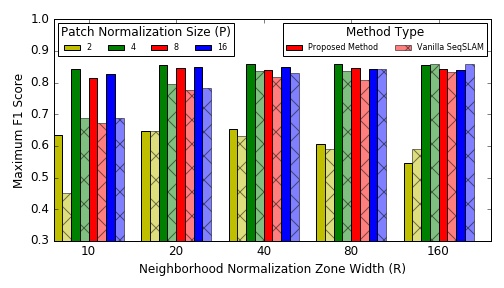 Patch Normalization Size (P)
2 4 8 16
Method Type
Proposed Method Vanilla SeqSLAM
Maximum F1 Score
1.0
0.9
0.8
0.7
0.6
0.5
0.4
0.3
10 20 40 80 160
Neighborhood Normalization Zone Width (R)